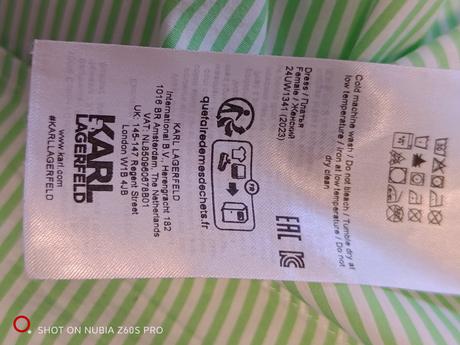 Cold machine wash / Do not bleach / Tumble dry at
low temperature / Iron at low temperature / Do not
dry clean
Dress / Платья
Female / Женский
24UW1341 (2023)
EAC
FR
quefairedemesdechets.fr
KARL LAGERFELD
International B.V. - Herengracht 182
1016 BR Amsterdam, The Netherlands
VAT: NL850960678B01
UK: 145-147 Regent Street
London W1B 4JB
KARL
LAGERFELD
www.karl.com
#KARLLAGERFELD
SHOT ON NUBIA Z60S PRO